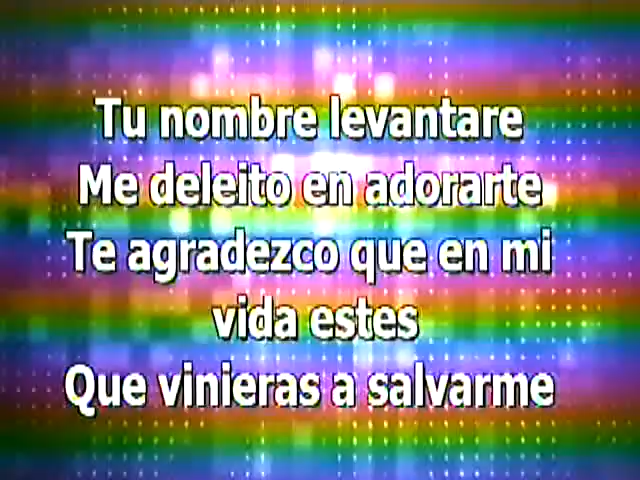 Tu nombre levantare
Me deleito en adorarte
Te agradezco que en mi
vida estes
Que vinieras a salvarme